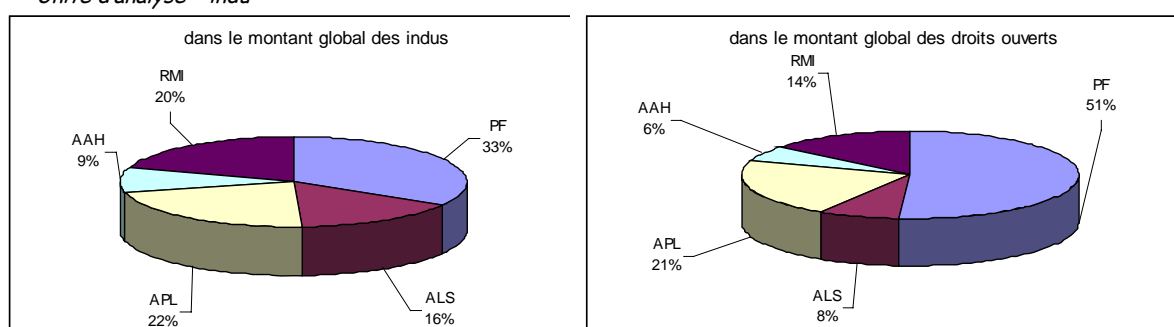 dans le montant global des indus
RMI
20%
PF
33%
AAH
9%
APL
22%
ALS
16%
dans le montant global des droits ouverts
RMI
14%
PF
51%
AAH
6%
APL
21%
ALS
8%